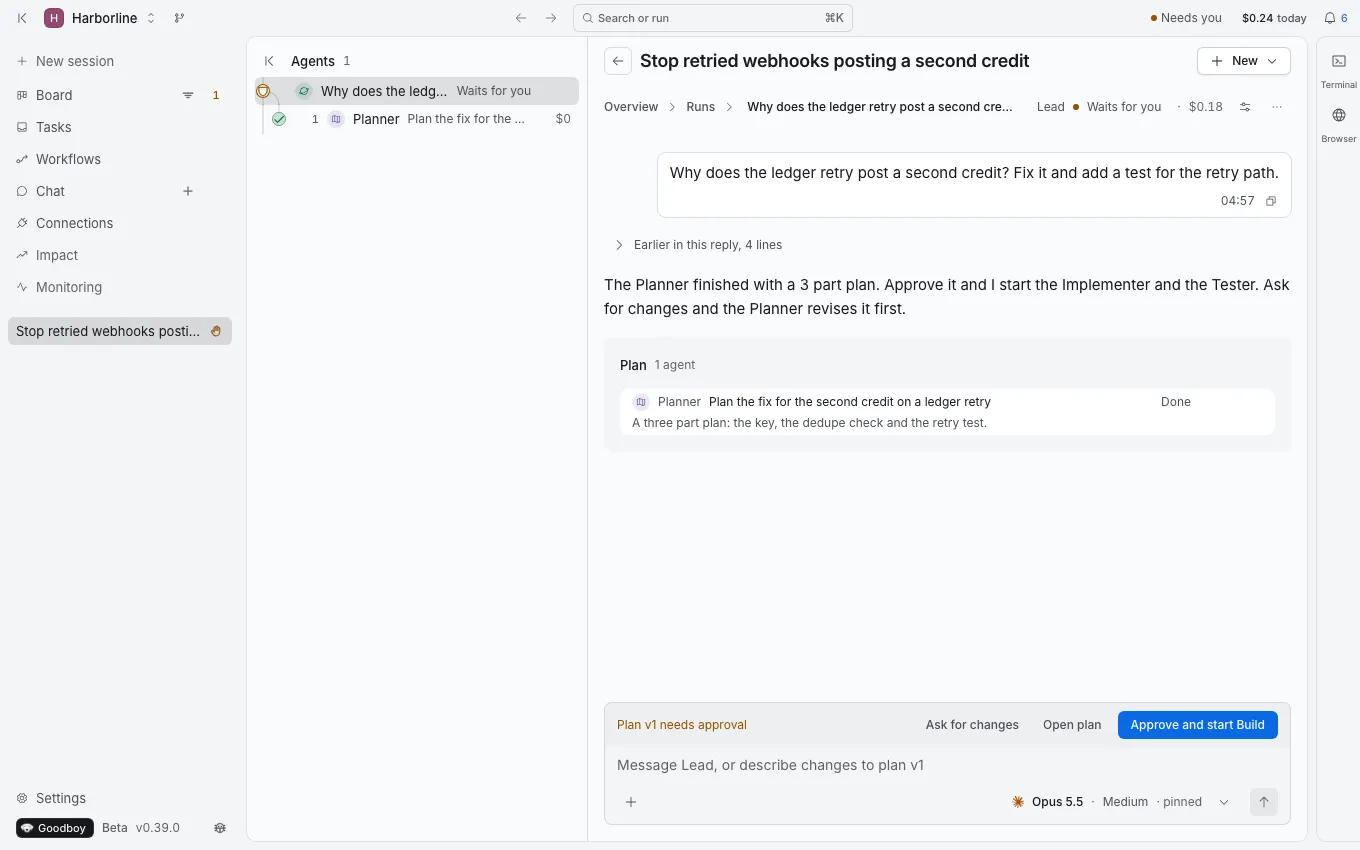 H Harborline
Search or run ⌘K
Needs you $0.24 today 6
New session
Board 1
Tasks
Workflows
Chat
Connections
Impact
Monitoring
Stop retried webhooks posti...
Settings
Goodboy Beta v0.39.0
Agents 1
Why does the ledg... Waits for you
1 Planner Plan the fix for the ... $0
Stop retried webhooks posting a second credit
New
Overview Runs Why does the ledger retry post a second cre... Lead Waits for you · $0.18
Why does the ledger retry post a second credit? Fix it and add a test for the retry path.
04:57
Earlier in this reply, 4 lines
The Planner finished with a 3 part plan. Approve it and I start the Implementer and the Tester. Ask
for changes and the Planner revises it first.
Plan 1 agent
Planner Plan the fix for the second credit on a ledger retry Done
A three part plan: the key, the dedupe check and the retry test.
Plan v1 needs approval Ask for changes Open plan Approve and start Build
Message Lead, or describe changes to plan v1
Opus 5.5 · Medium · pinned
Terminal
Browser